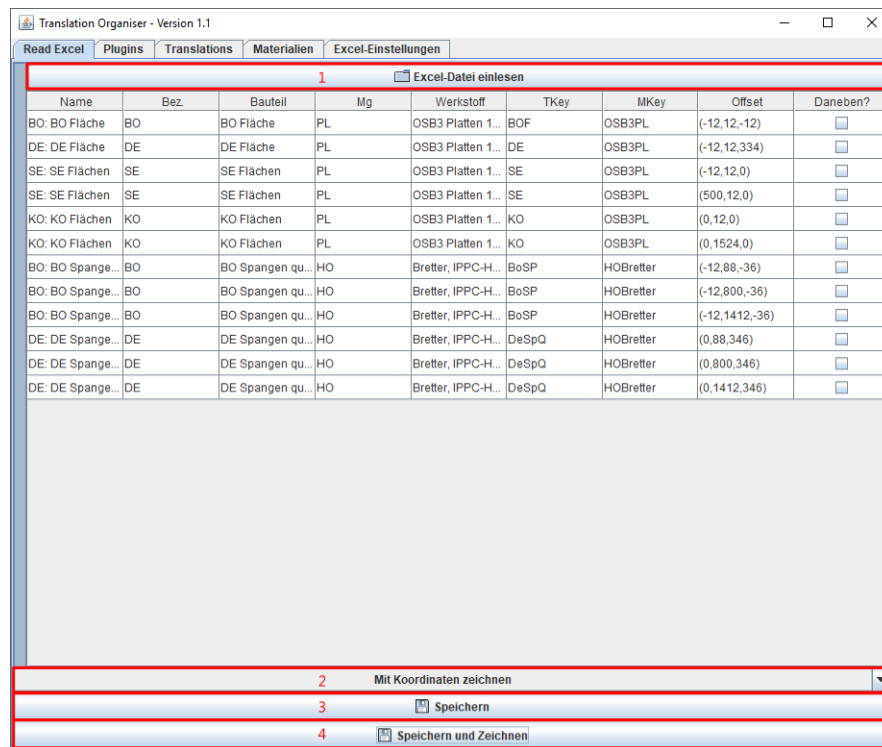 Translation Organiser - Version 1.1
Read Excel Plugins Translations Materialien Excel-Einstellungen
1 Excel-Datei einlesen
Name Bez. Bauteil Mg Werkstoff TKey MKey Offset Daneben?
BO: BO Fläche BO BO Fläche PL OSB3 Platten 1... BOF OSB3PL (-12,12,-12)
DE: DE Fläche DE DE Fläche PL OSB3 Platten 1... DE OSB3PL (-12,12,334)
SE: SE Flächen SE SE Flächen PL OSB3 Platten 1... SE OSB3PL (-12,12,0)
SE: SE Flächen SE SE Flächen PL OSB3 Platten 1... SE OSB3PL (500,12,0)
KO: KO Flächen KO KO Flächen PL OSB3 Platten 1... KO OSB3PL (0,12,0)
KO: KO Flächen KO KO Flächen PL OSB3 Platten 1... KO OSB3PL (0,1524,0)
BO: BO Spange... BO BO Spangen qu... HO Bretter, IPPC-H... BoSP HOBretter (-12,88,-36)
BO: BO Spange... BO BO Spangen qu... HO Bretter, IPPC-H... BoSP HOBretter (-12,800,-36)
BO: BO Spange... BO BO Spangen qu... HO Bretter, IPPC-H... BoSP HOBretter (-12,1412,-36)
DE: DE Spange... DE DE Spangen qu... HO Bretter, IPPC-H... DeSpQ HOBretter (0,88,346)
DE: DE Spange... DE DE Spangen qu... HO Bretter, IPPC-H... DeSpQ HOBretter (0,800,346)
DE: DE Spange... DE DE Spangen qu... HO Bretter, IPPC-H... DeSpQ HOBretter (0,1412,346)
2 Mit Koordinaten zeichnen
3 Speichern
4 Speichern und Zeichnen